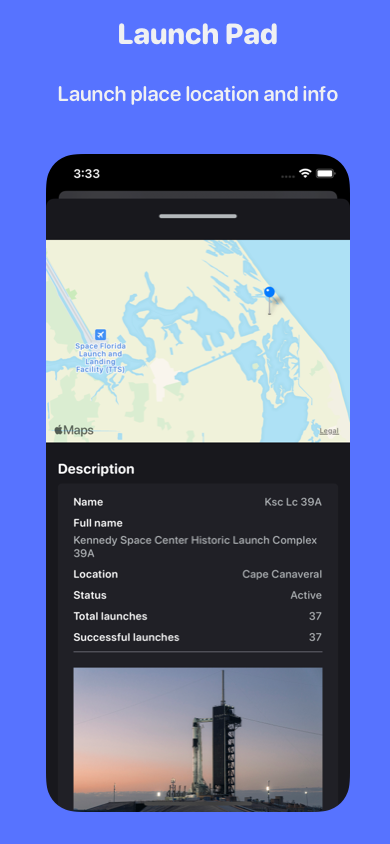 Launch Pad
Launch place location and info
3:33
Space Florida
Launch and
Landing
Facility (TTS)
Maps
Legal
Description
Name Ksc Lc 39A
Full name
Kennedy Space Center Historic Launch Complex
39A
Location Cape Canaveral
Status Active
Total launches 37
Successful launches 37